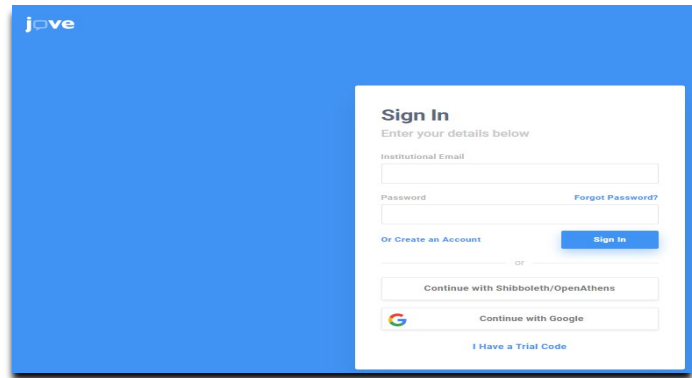 jove
Sign In
Enter your details below
Institutional Email
Password Forgot Password?
Or Create an Account Sign In
or
Continue with Shibboleth/OpenAthens
Continue with Google
I Have a Trial Code